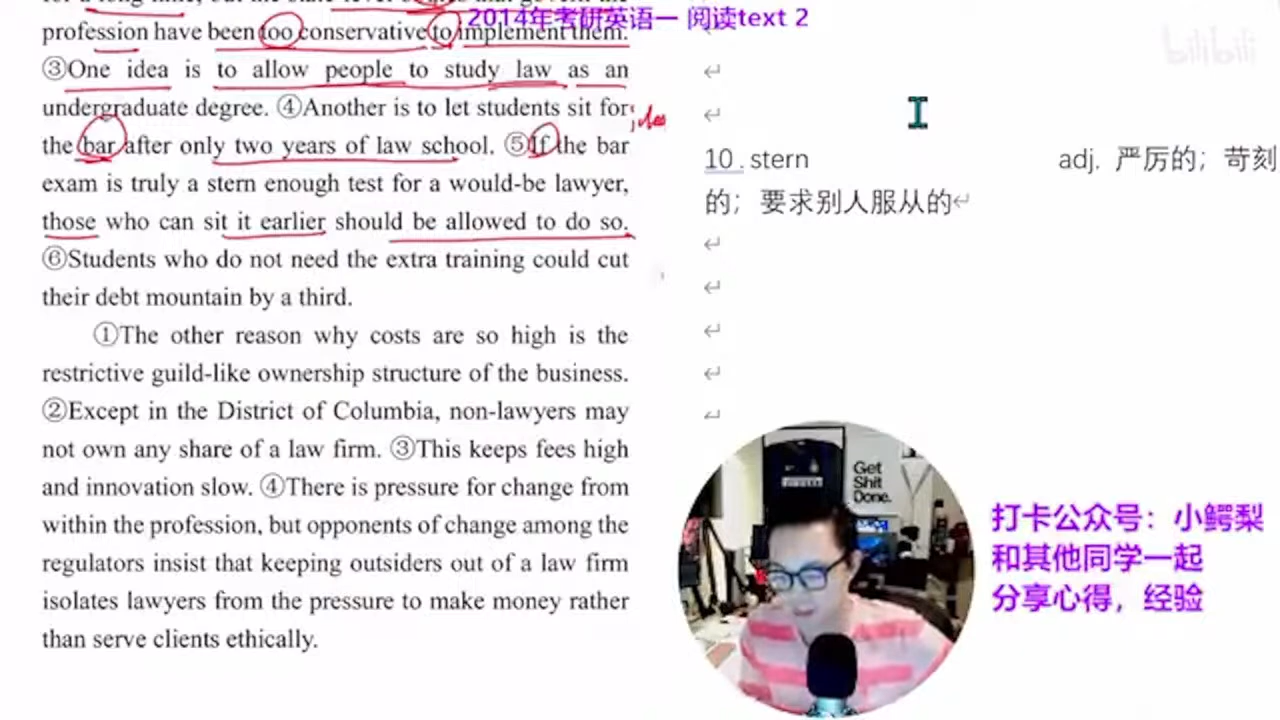 2014年考研英语一 阅读text 2
bilibili
profession have been too conservative to implement them.
③One idea is to allow people to study law as an
undergraduate degree. ④Another is to let students sit for
the bar after only two years of law school. ⑤If the bar
exam is truly a stern enough test for a would-be lawyer,
those who can sit it earlier should be allowed to do so.
⑥Students who do not need the extra training could cut
their debt mountain by a third.
①The other reason why costs are so high is the
restrictive guild-like ownership structure of the business.
②Except in the District of Columbia, non-lawyers may
not own any share of a law firm. ③This keeps fees high
and innovation slow. ④There is pressure for change from
within the profession, but opponents of change among the
regulators insist that keeping outsiders out of a law firm
isolates lawyers from the pressure to make money rather
than serve clients ethically.
10 . stern adj. 严厉的；苛刻
的；要求别人服从的
Get
Shit
Done.
打卡公众号：小鳄梨
和其他同学一起
分享心得，经验